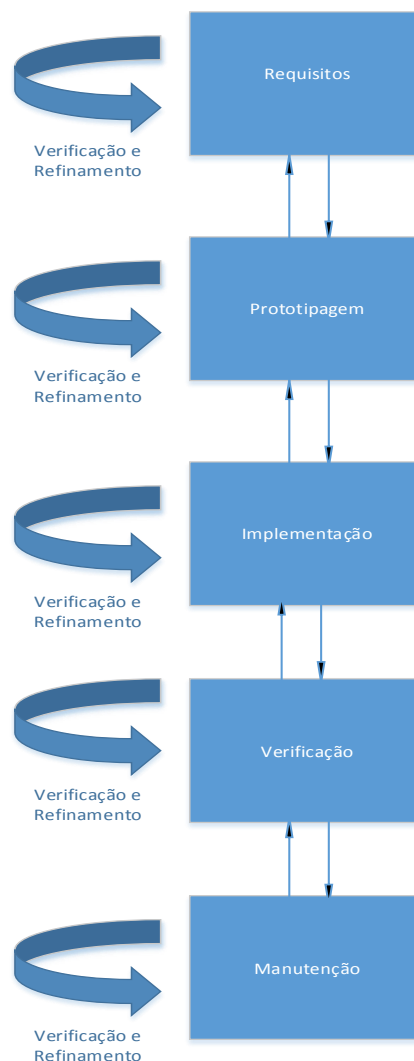 Requisitos
Verificação e
Refinamento
Prototipagem
Verificação e
Refinamento
Implementação
Verificação e
Refinamento
Verificação
Verificação e
Refinamento
Manutenção
Verificação e
Refinamento